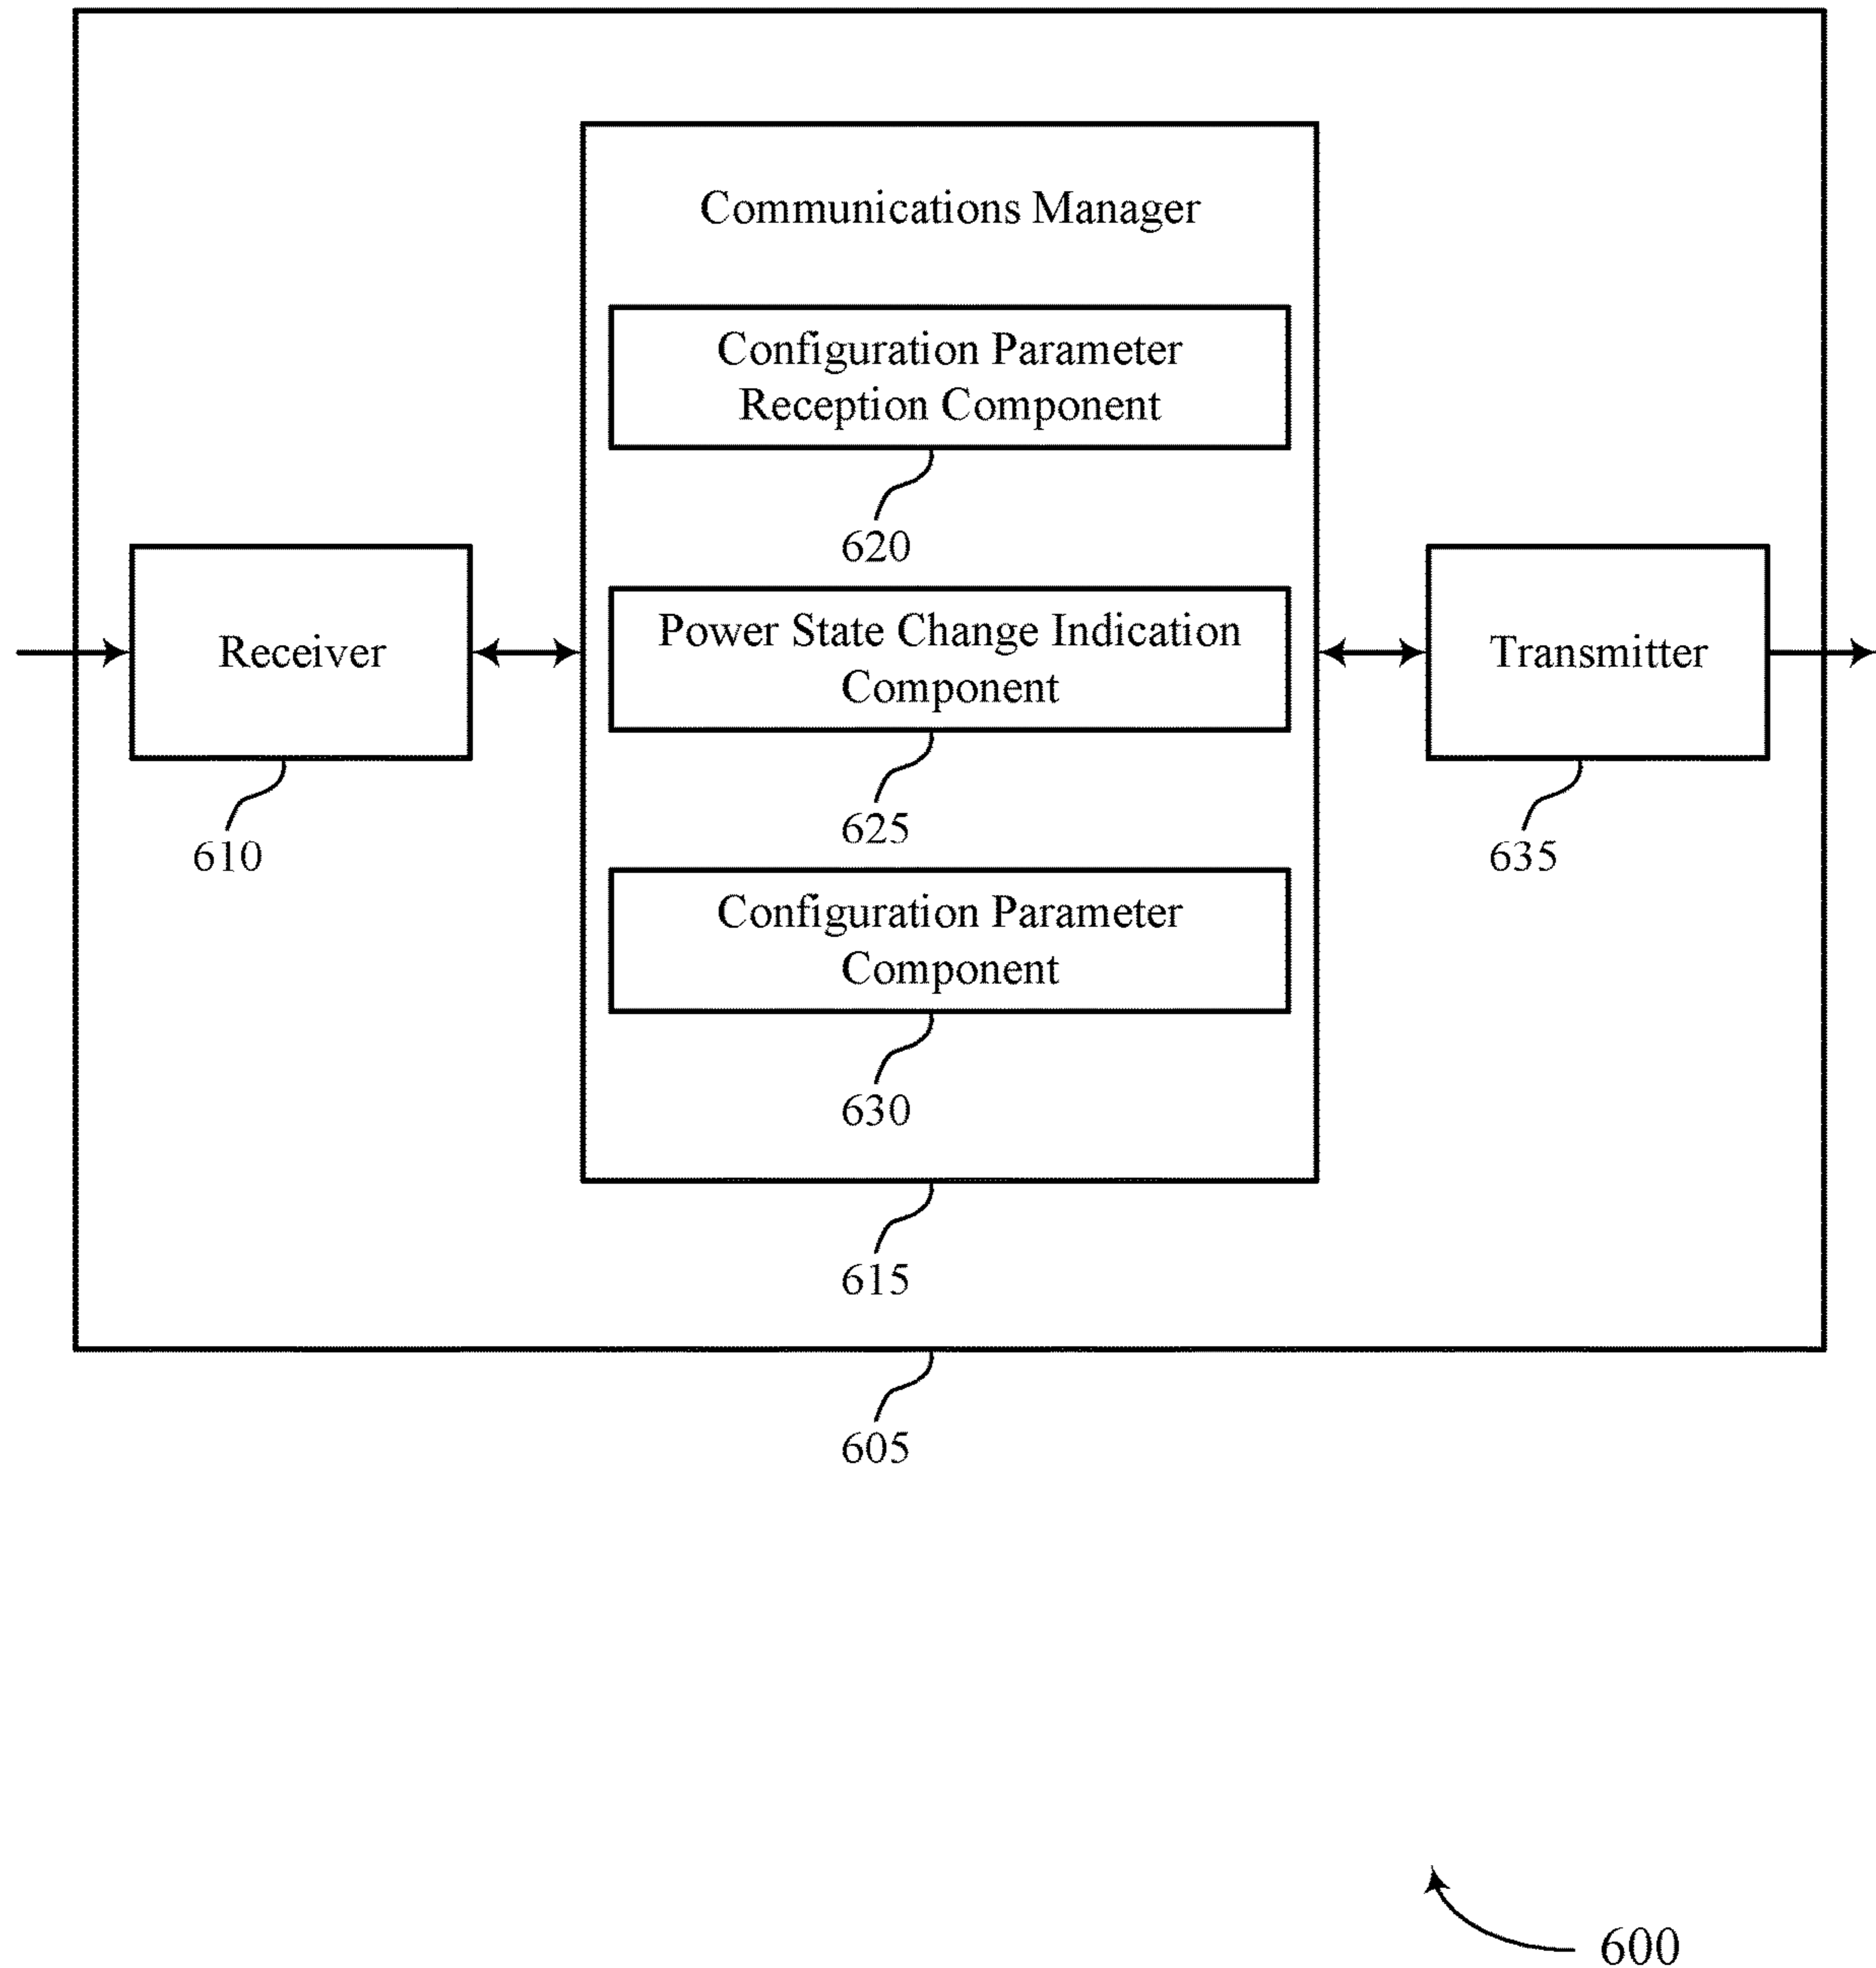 Communications Manager
Configuration Parameter
Reception Component
620
Receiver
610
Power State Change Indication
Component
625
Transmitter
635
Configuration Parameter
Component
630
615
605
600